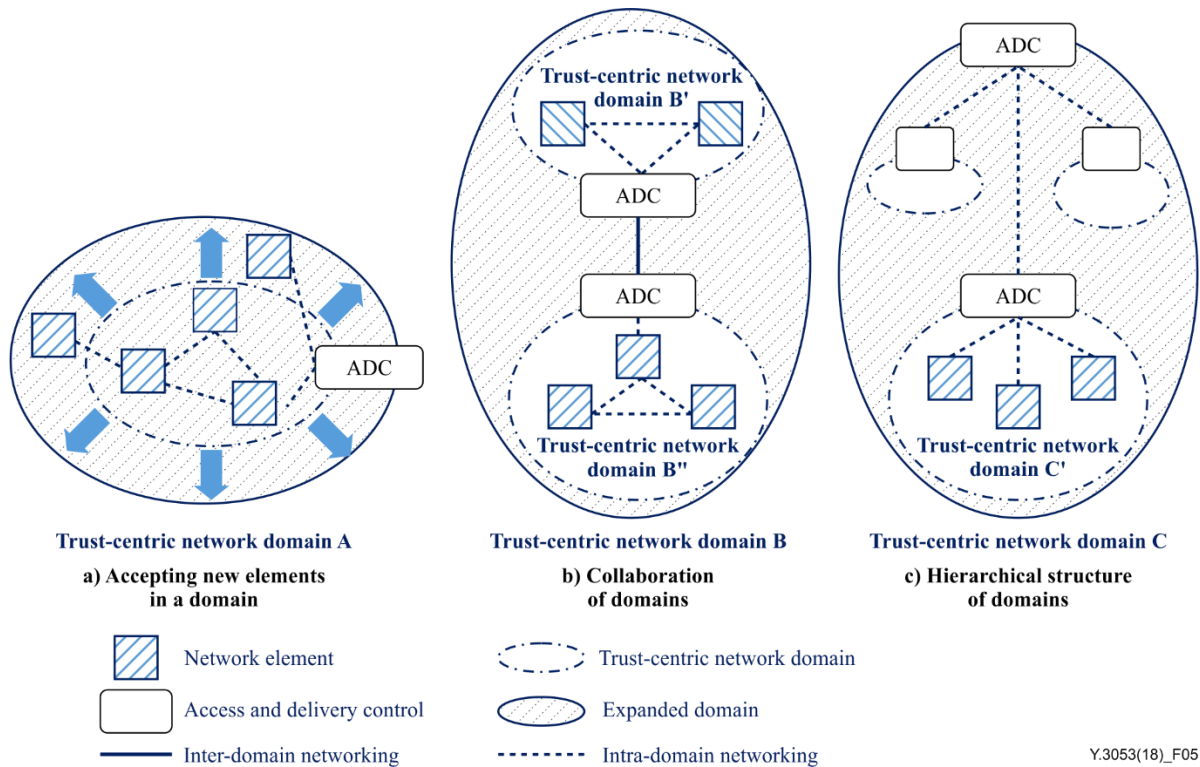 ADC
Trust-centric network domain A
a) Accepting new elements
in a domain
Trust-centric network
domain B'
ADC
ADC
Trust-centric network
domain B"
Trust-centric network domain B
b) Collaboration
of domains
ADC
ADC
Trust-centric network
domain C'
Trust-centric network domain C
c) Hierarchical structure
of domains
Network element
Trust-centric network domain
Access and delivery control
Expanded domain
Inter-domain networking
Intra-domain networking
Y.3053(18)_F05